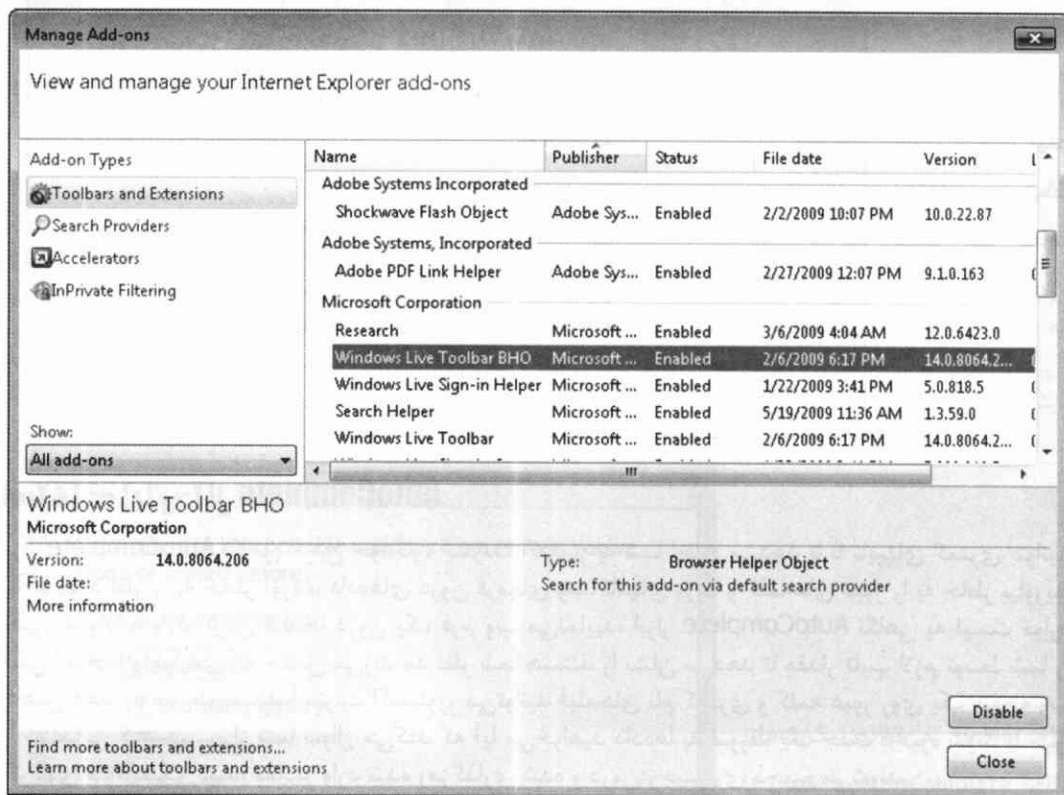 Manage Add-ons
View and manage your Internet Explorer add-ons
Add-on Types
Toolbars and Extensions
Search Providers
Accelerators
InPrivate Filtering
Show:
All add-ons
Name Publisher Status File date Version
Adobe Systems Incorporated
Shockwave Flash Object Adobe Sys... Enabled 2/2/2009 10:07 PM 10.0.22.87
Adobe Systems, Incorporated
Adobe PDF Link Helper Adobe Sys... Enabled 2/27/2009 12:07 PM 9.1.0.163
Microsoft Corporation
Research Microsoft ... Enabled 3/6/2009 4:04 AM 12.0.6423.0
Windows Live Toolbar BHO Microsoft ... Enabled 2/6/2009 6:17 PM 14.0.8064.2...
Windows Live Sign-in Helper Microsoft ... Enabled 1/22/2009 3:41 PM 5.0.818.5
Search Helper Microsoft ... Enabled 5/19/2009 11:36 AM 1.3.59.0
Windows Live Toolbar Microsoft ... Enabled 2/6/2009 6:17 PM 14.0.8064.2...
Windows Live Toolbar BHO
Microsoft Corporation
Version: 14.0.8064.206
File date:
More information
Type: Browser Helper Object
Search for this add-on via default search provider
Disable
Find more toolbars and extensions...
Learn more about toolbars and extensions
Close